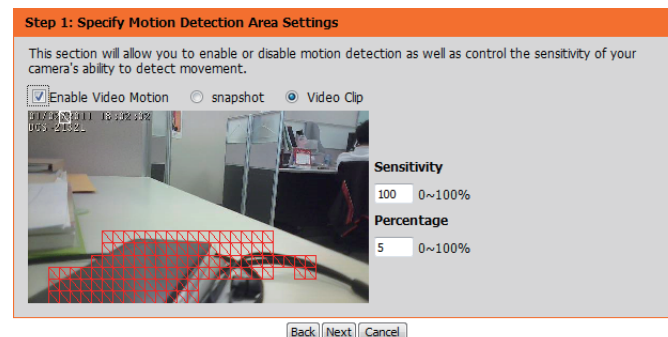 Step 1: Specify Motion Detection Area Settings
This section will allow you to enable or disable motion detection as well as control the sensitivity of your
camera's ability to detect movement.
Enable Video Motion snapshot Video Clip
Sensitivity
100 0~100%
Percentage
5 0~100%
Back Next Cancel